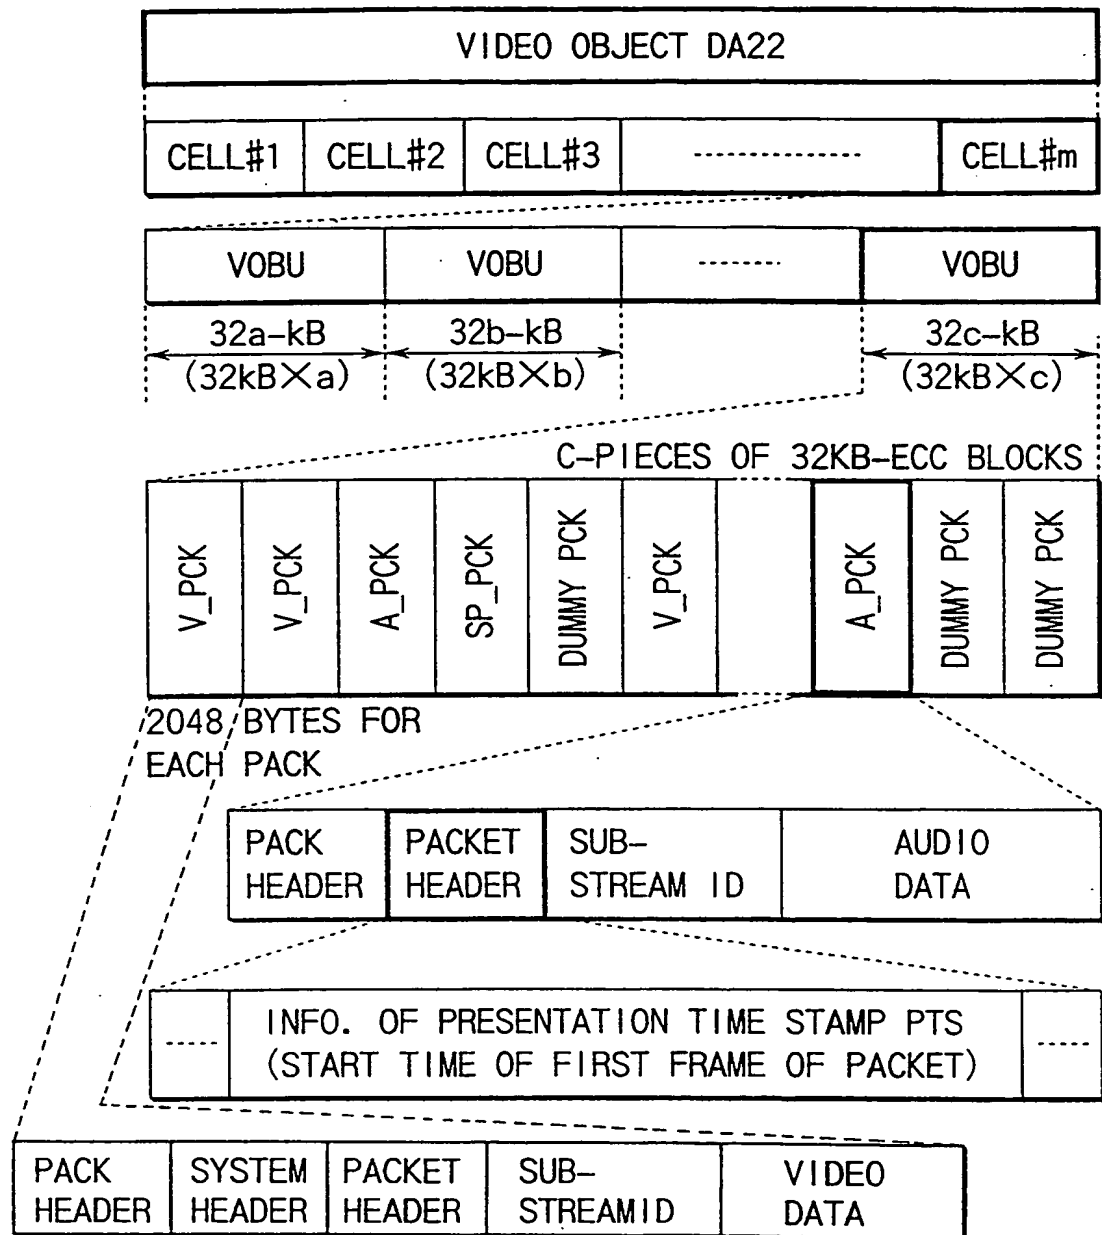 VIDEO OBJECT DA22
CELL#1 CELL#2 CELL#3 CELL#m
VOBU VOBU VOBU
32a-kB 32b-kB 32c-kB
(32kB×a) (32kB×b) (32kB×c)
C-PIECES OF 32KB-ECC BLOCKS
V_PCK V_PCK A_PCK SP_PCK DUMMY PCK V_PCK A_PCK DUMMY PCK DUMMY PCK
2048 BYTES FOR
EACH PACK
PACK PACKET SUB- AUDIO
HEADER HEADER STREAM ID DATA
INFO. OF PRESENTATION TIME STAMP PTS
(START TIME OF FIRST FRAME OF PACKET)
PACK SYSTEM PACKET SUB- VIDEO
HEADER HEADER HEADER STREAMID DATA